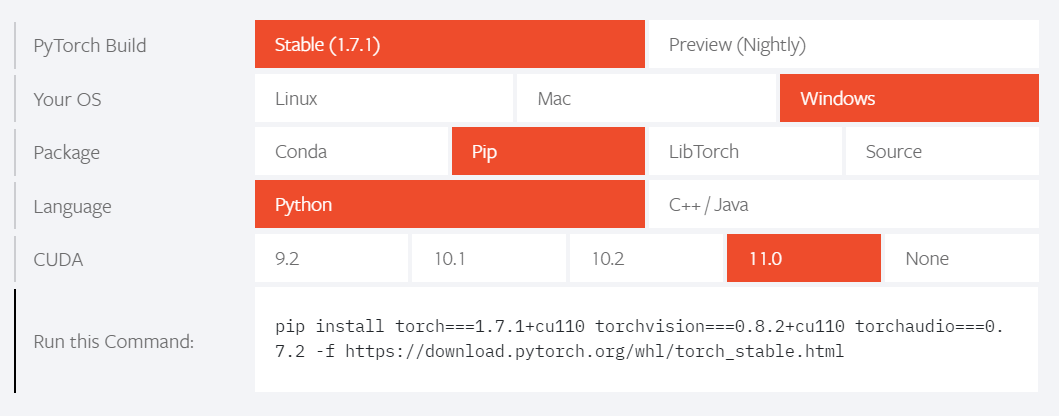 PyTorch Build
Stable (1.7.1)
Preview (Nightly)
Your OS
Linux
Mac
Windows
Package
Conda
Pip
LibTorch
Source
Language
Python
C++ / Java
CUDA
9.2
10.1
10.2
11.0
None
Run this Command:
pip install torch===1.7.1+cu110 torchvision===0.8.2+cu110 torchaudio===0.
7.2 -f https://download.pytorch.org/whl/torch_stable.html